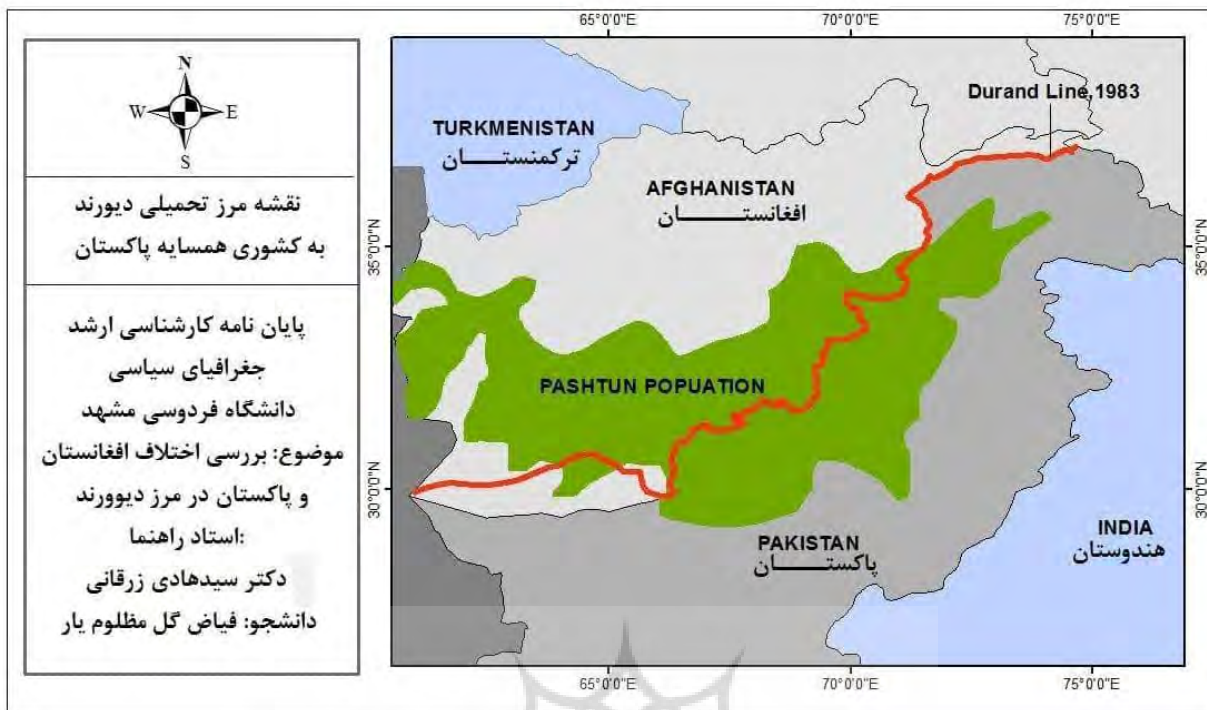 N
W
E
S
نقشه مرز تحمیلی دیورند
به کشوری همسایه پاکستان
پایان نامه کارشناسی ارشد
جغرافیای سیاسی
دانشگاه فردوسی مشهد
موضوع: بررسی اختلاف افغانستان
و پاکستان در مرز دیوورند
:استاد راهنما
دکتر سیدهادی زرقانی
دانشجو: فیاض گل مظلوم یار
65°0'0"E
70°0'0"E
75°0'0"E
Durand Line,1983
TURKMENISTAN
ترکمنستــــــان
AFGHANISTAN
افغانستــــــان
35°0'0"N
35°0'0"N
PASHTUN POPUATION
30°0'0"N
30°0'0"N
INDIA
هندوستان
PAKISTAN
پاکستــــــان
65°0'0"E
70°0'0"E
75°0'0"E